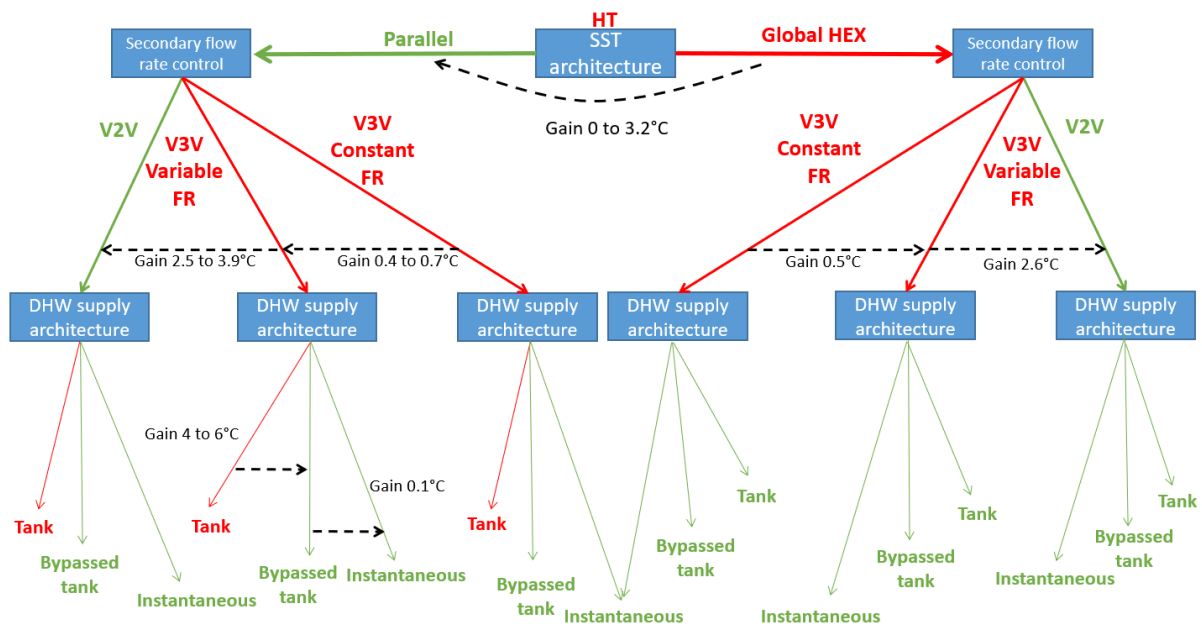 HT
Parallel
Global HEX
Secondary flow
rate control
SST
architecture
Secondary flow
rate control
Gain 0 to 3.2°C
V2V
V3V
Variable
FR
V3V
Constant
FR
V3V
Constant
FR
V3V
Variable
FR
V2V
Gain 2.5 to 3.9°C
Gain 0.4 to 0.7°C
Gain 0.5°C
Gain 2.6°C
DHW supply
architecture
DHW supply
architecture
DHW supply
architecture
DHW supply
architecture
DHW supply
architecture
DHW supply
architecture
Gain 4 to 6°C
Gain 0.1°C
Tank
Bypassed
tank
Instantaneous
Tank
Bypassed
tank
Instantaneous
Tank
Bypassed
tank
Instantaneous
Bypassed
tank
Tank
Instantaneous
Bypassed
tank
Tank
Instantaneous
Bypassed
tank
Tank